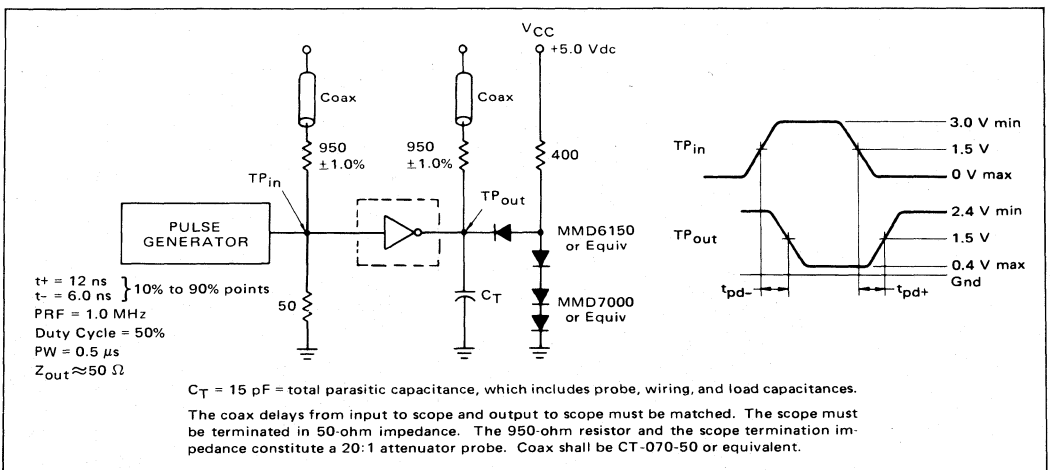 VCC
+5.0 Vdc
Coax
Coax
950
±1.0%
950
±1.0%
400
TPin
TPout
PULSE
GENERATOR
MMD6150
or Equiv
MMD7000
or Equiv
50
CT
t+ = 12 ns
t- = 6.0 ns
} 10% to 90% points
PRF = 1.0 MHz
Duty Cycle = 50%
PW = 0.5 μs
Zout≈50 Ω
TPin
3.0 V min
1.5 V
0 V max
TPout
2.4 V min
1.5 V
0.4 V max
Gnd
tpd-
tpd+
CT = 15 pF = total parasitic capacitance, which includes probe, wiring, and load capacitances.
The coax delays from input to scope and output to scope must be matched. The scope must
be terminated in 50-ohm impedance. The 950-ohm resistor and the scope termination im-
pedance constitute a 20:1 attenuator probe. Coax shall be CT-070-50 or equivalent.